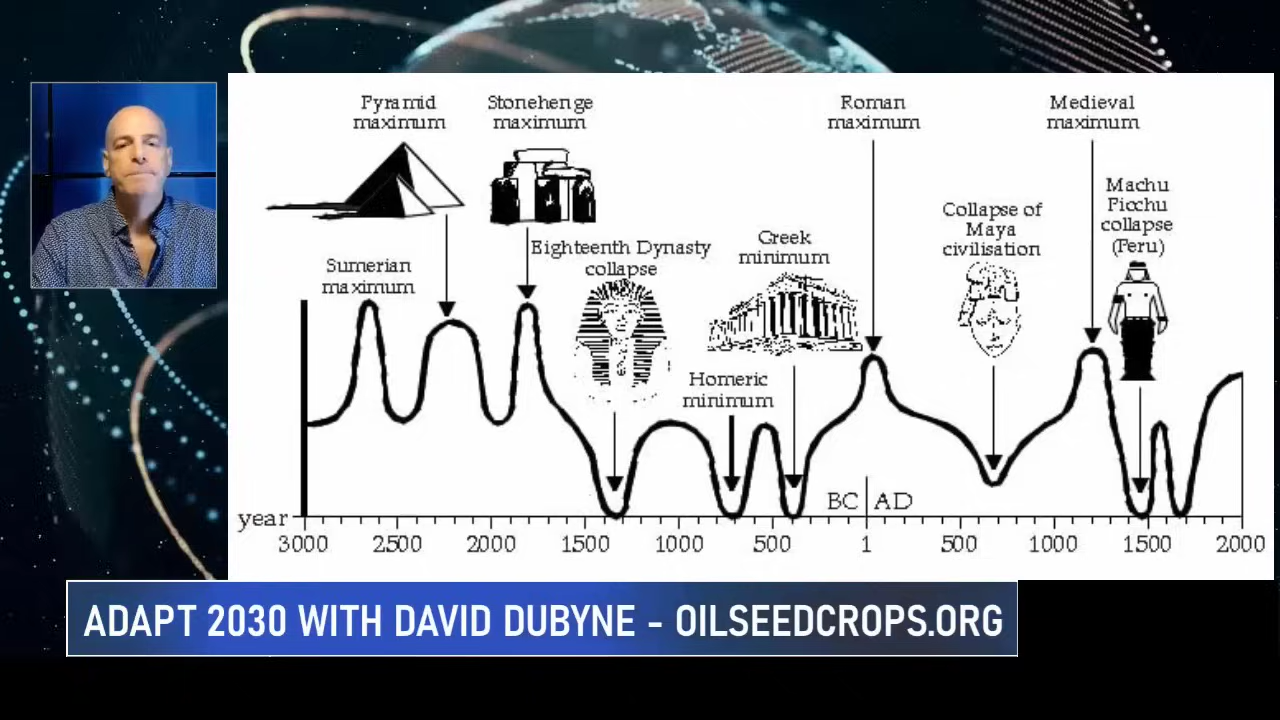 Pyramid
maximum
Stonehenge
maximum
Roman
maximum
Medieval
maximum
Machu
Picchu
collapse
(Peru)
Collapse of
Maya
civilisation
Greek
minimum
Eighteenth Dynasty
collapse
Sumerian
maximum
Homeric
minimum
BC AD
year
3000 2500 2000 1500 1000 500 1 500 1000 1500 2000
ADAPT 2030 WITH DAVID DUBYNE - OILSEEDCROPS.ORG